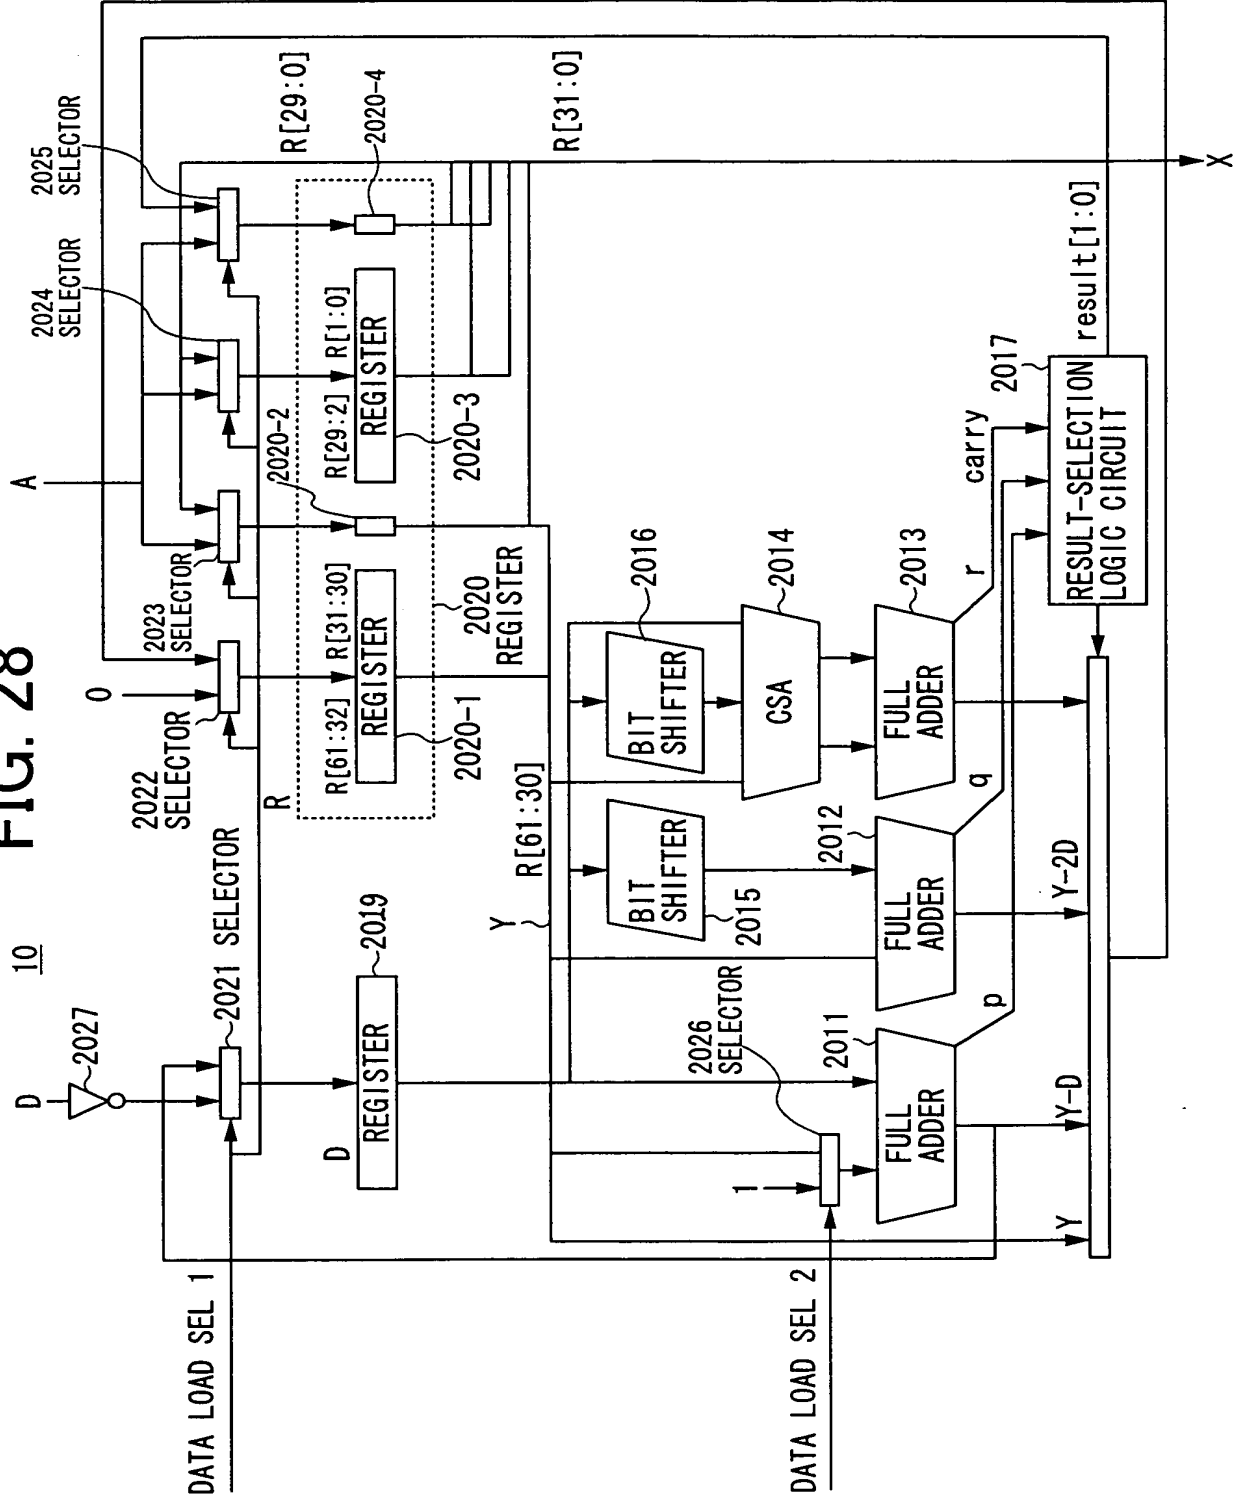 FIG. 28
10
D
2027
2021 SELECTOR
0
A
2022
SELECTOR
2023
SELECTOR
2024
SELECTOR
2025
SELECTOR
R[29:0]
DATA LOAD SEL 1
R
2020-2
2020-4
D
REGISTER
2019
R[61:32]
R[31:30]
REGISTER
2020-1
R[29:2]
R[1:0]
REGISTER
2020-3
2020
REGISTER
R[31:0]
Y
R[61:30]
BIT
SHIFTER
2015
BIT
SHIFTER
2016
2026
SELECTOR
1
CSA
2014
DATA LOAD SEL 2
FULL
ADDER
2011
FULL
ADDER
2012
FULL
ADDER
2013
p
q
r
carry
2017
RESULT-SELECTION
LOGIC CIRCUIT
result[1:0]
Y
Y-D
Y-2D
X